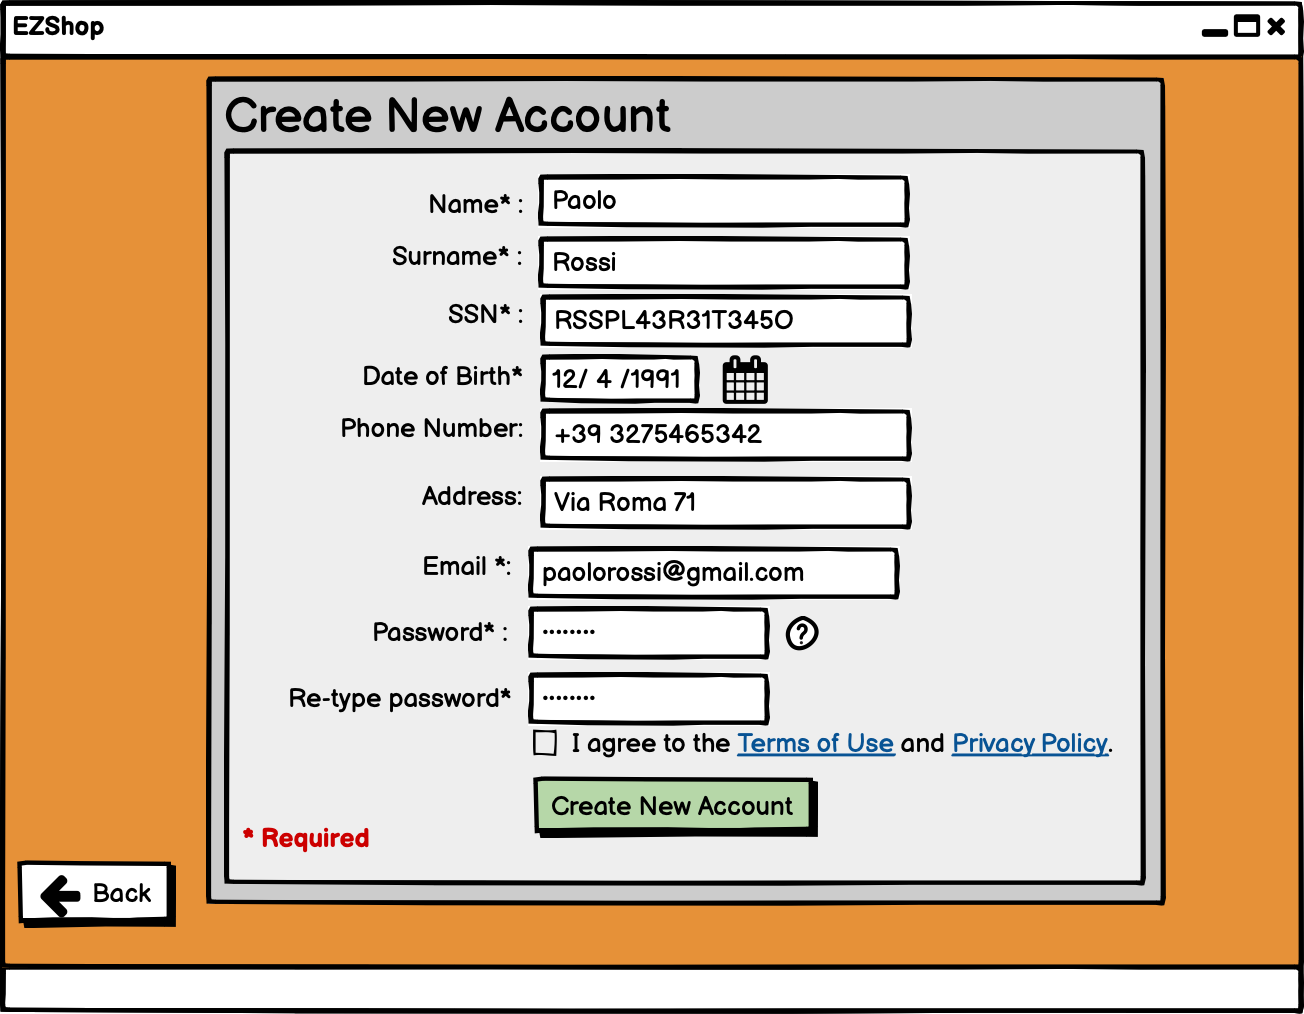 EZShop
Create New Account
Name* : Paolo
Surname* : Rossi
SSN* : RSSPL43R31T345O
Date of Birth* 12/ 4 /1991
Phone Number: +39 3275465342
Address: Via Roma 71
Email *: paolorossi@gmail.com
Password* : ........ ?
Re-type password* ........
I agree to the Terms of Use and Privacy Policy.
Create New Account
* Required
Back